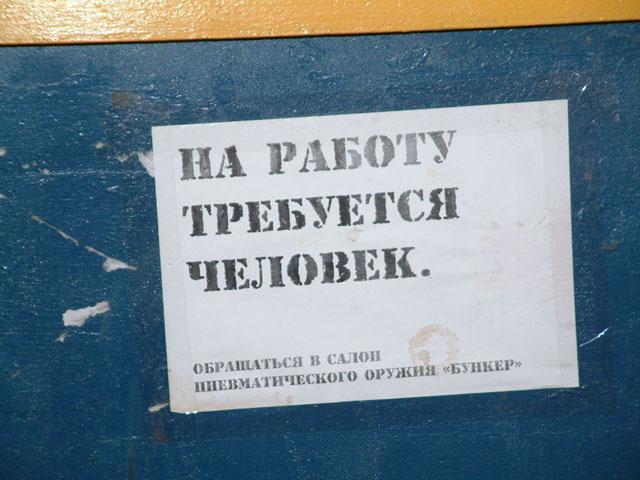 НА РАБОТУ
ТРЕБУЕТСЯ
ЧЕЛОВЕК.
ОБРАЩАТЬСЯ В САЛОН
ПНЕВМАТИЧЕСКОГО ОРУЖИЯ «БУНКЕР»